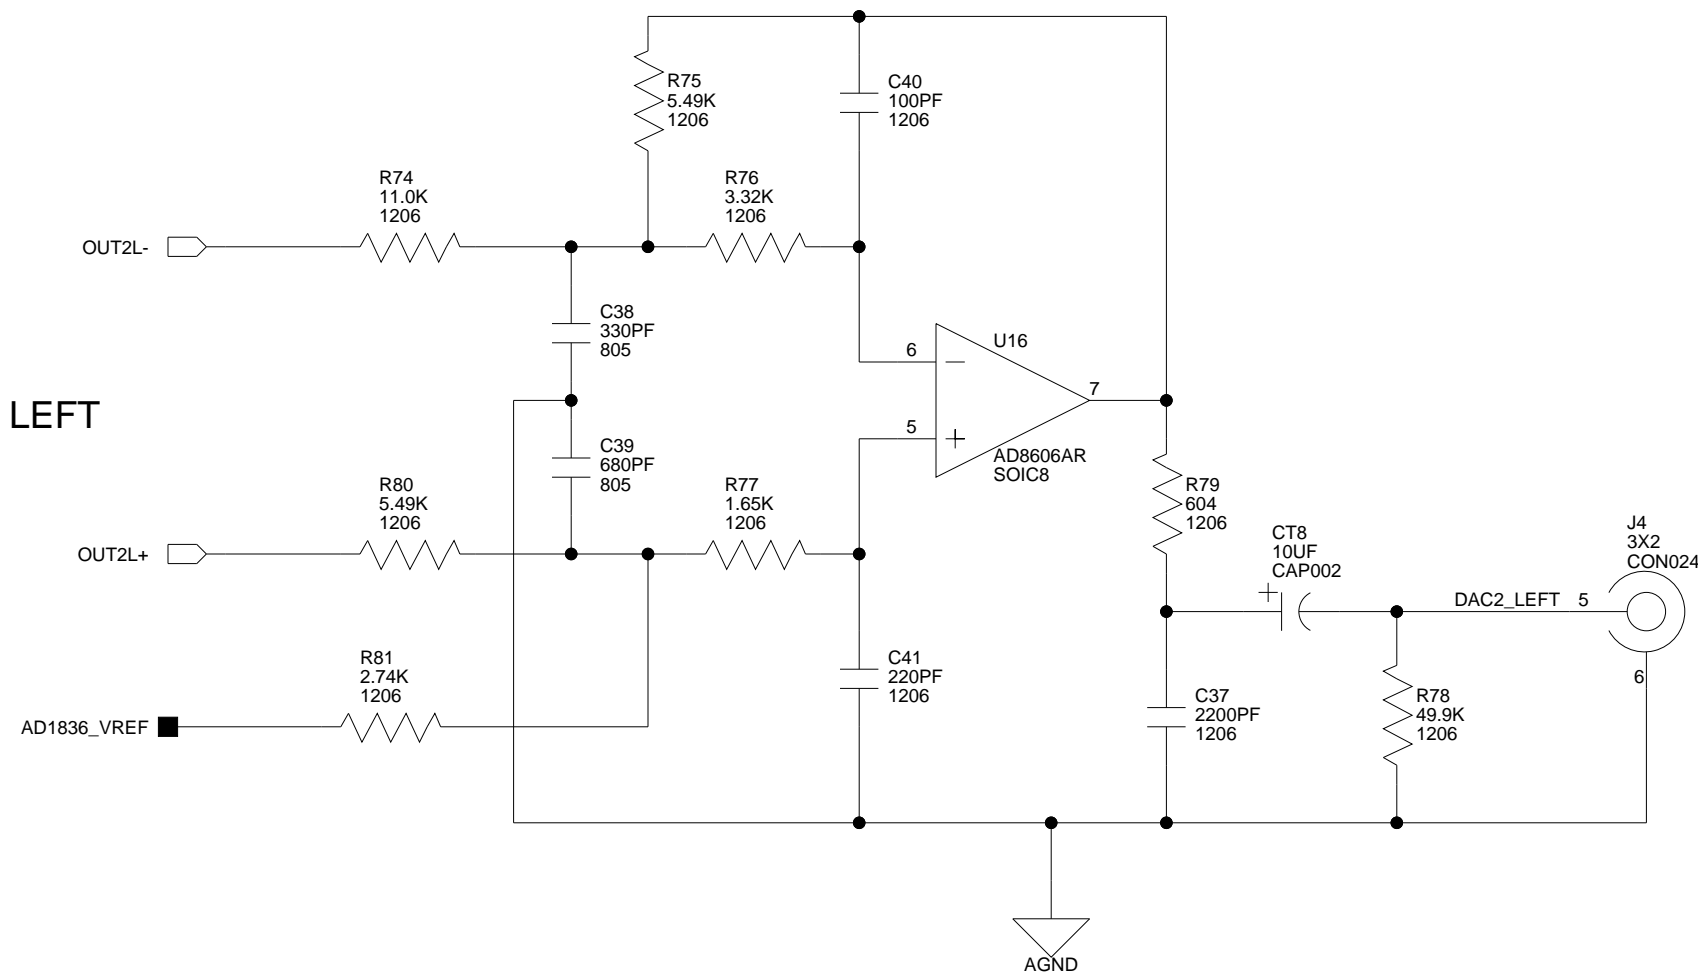 R75
5.49K
1206
C40
100PF
1206
R74
11.0K
1206
R76
3.32K
1206
OUT2L-
C38
330PF
805
U16
6
7
LEFT
5
AD8606AR
SOIC8
C39
680PF
805
R80
5.49K
1206
R77
1.65K
1206
R79
604
1206
OUT2L+
CT8
10UF
CAP002
J4
3X2
CON024
DAC2_LEFT 5
R81
2.74K
1206
C41
220PF
1206
6
C37
2200PF
1206
R78
49.9K
1206
AD1836_VREF
AGND